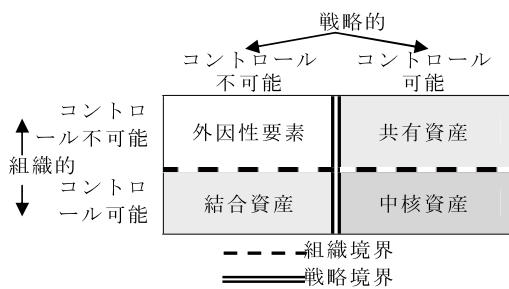 戦略的
コントロール
不可能
コントロール
可能
組織的
コントロ
ール不可能
外因性要素
共有資産
コントロ
ール可能
結合資産
中核資産
組織境界
戦略境界